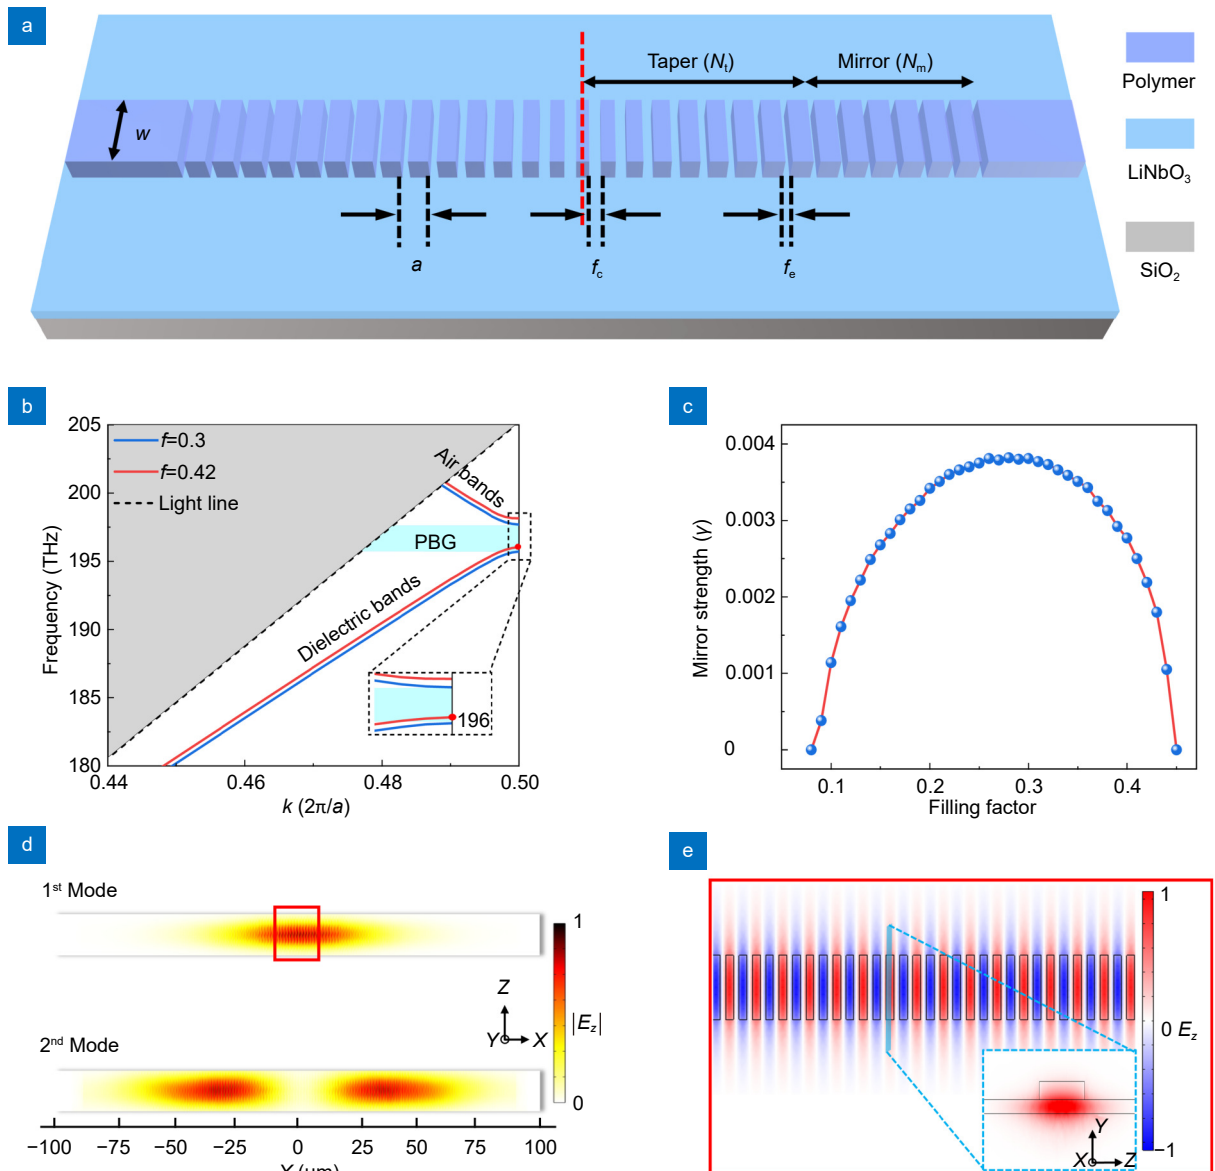 a
Taper (Nt)
Mirror (Nm)
w
a
fc
fe
Polymer
LiNbO3
SiO2
b
205
200
195
190
185
180
Frequency (THz)
f=0.3
f=0.42
Light line
Air bands
PBG
Dielectric bands
196
0.44
0.46
0.48
0.50
k (2π/a)
c
0.004
0.003
0.002
0.001
0
Mirror strength (γ)
0.1
0.2
0.3
0.4
Filling factor
d
1st Mode
2nd Mode
Z
Y
X
1
|Ez|
0
−100
−75
−50
−25
0
25
50
75
100
X (μm)
e
1
0 Ez
−1
Y
X
Z